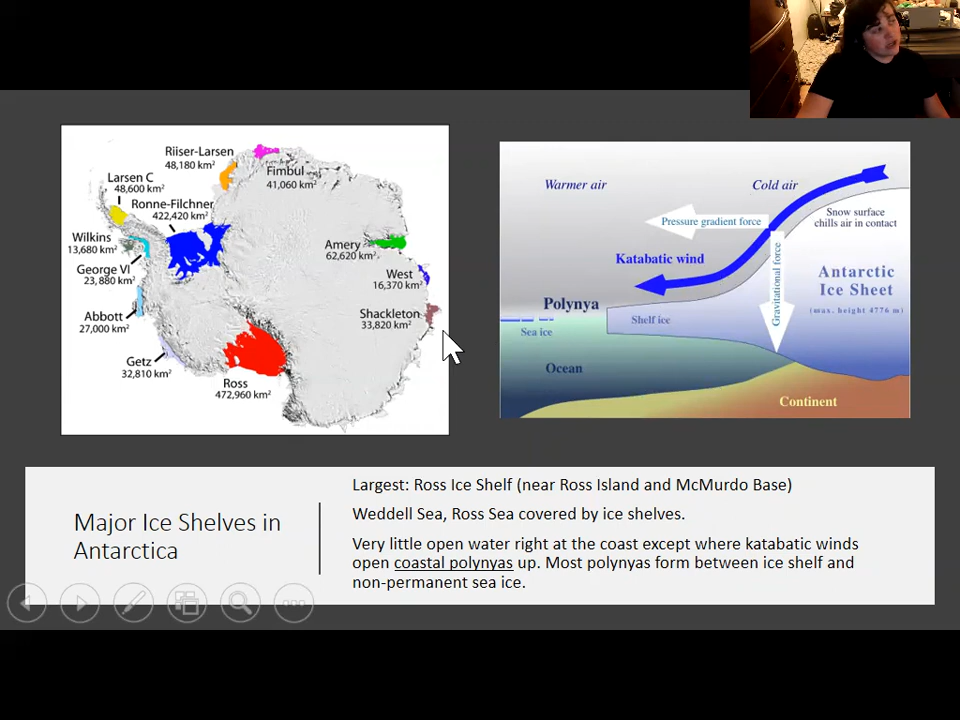 Riiser-Larsen
48,180 km²
Fimbul
41,060 km²
Larsen C
48,600 km²
Ronne-Filchner
422,420 km²
Wilkins
13,680 km²
George VI
23,880 km²
Abbott
27,000 km²
Getz
32,810 km²
Ross
472,960 km²
Amery
62,620 km²
West
16,370 km²
Shackleton
33,820 km²
Warmer air
Cold air
Pressure gradient force
Snow surface
chills air in contact
Katabatic wind
Gravitational force
Antarctic
Ice Sheet
(max. height 4776 m)
Polynya
Shelf ice
Sea ice
Ocean
Continent
Major Ice Shelves in
Antarctica
Largest: Ross Ice Shelf (near Ross Island and McMurdo Base)
Weddell Sea, Ross Sea covered by ice shelves.
Very little open water right at the coast except where katabatic winds
open coastal polynyas up. Most polynyas form between ice shelf and
non-permanent sea ice.